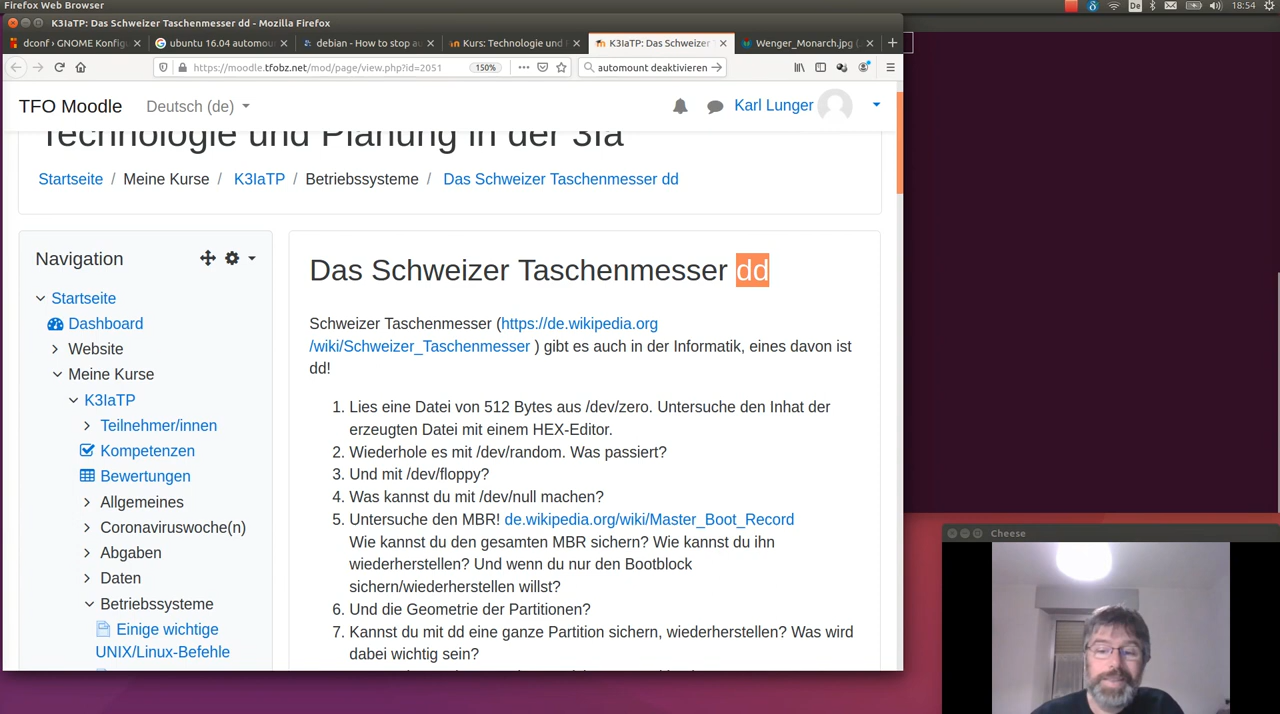 Firefox Web Browser
De
18:54
K3IaTP: Das Schweizer Taschenmesser dd - Mozilla Firefox
dconf › GNOME Konfigu
ubuntu 16.04 automou
debian - How to stop au
Kurs: Technologie und P
K3IaTP: Das Schweizer
Wenger_Monarch.jpg (
https://moodle.tfobz.net/mod/page/view.php?id=2051
150%
automount deaktivieren
TFO Moodle
Deutsch (de)
Karl Lunger
Technologie und Planung in der 3Ia
Startseite / Meine Kurse / K3IaTP / Betriebssysteme / Das Schweizer Taschenmesser dd
Navigation
Startseite
Dashboard
Website
Meine Kurse
K3IaTP
Teilnehmer/innen
Kompetenzen
Bewertungen
Allgemeines
Coronaviruswoche(n)
Abgaben
Daten
Betriebssysteme
Einige wichtige
UNIX/Linux-Befehle
Das Schweizer Taschenmesser dd
Schweizer Taschenmesser (https://de.wikipedia.org
/wiki/Schweizer_Taschenmesser ) gibt es auch in der Informatik, eines davon ist
dd!
1. Lies eine Datei von 512 Bytes aus /dev/zero. Untersuche den Inhat der
erzeugten Datei mit einem HEX-Editor.
2. Wiederhole es mit /dev/random. Was passiert?
3. Und mit /dev/floppy?
4. Was kannst du mit /dev/null machen?
5. Untersuche den MBR! de.wikipedia.org/wiki/Master_Boot_Record
Wie kannst du den gesamten MBR sichern? Wie kannst du ihn
wiederherstellen? Und wenn du nur den Bootblock
sichern/wiederherstellen willst?
6. Und die Geometrie der Partitionen?
7. Kannst du mit dd eine ganze Partition sichern, wiederherstellen? Was wird
dabei wichtig sein?
Cheese